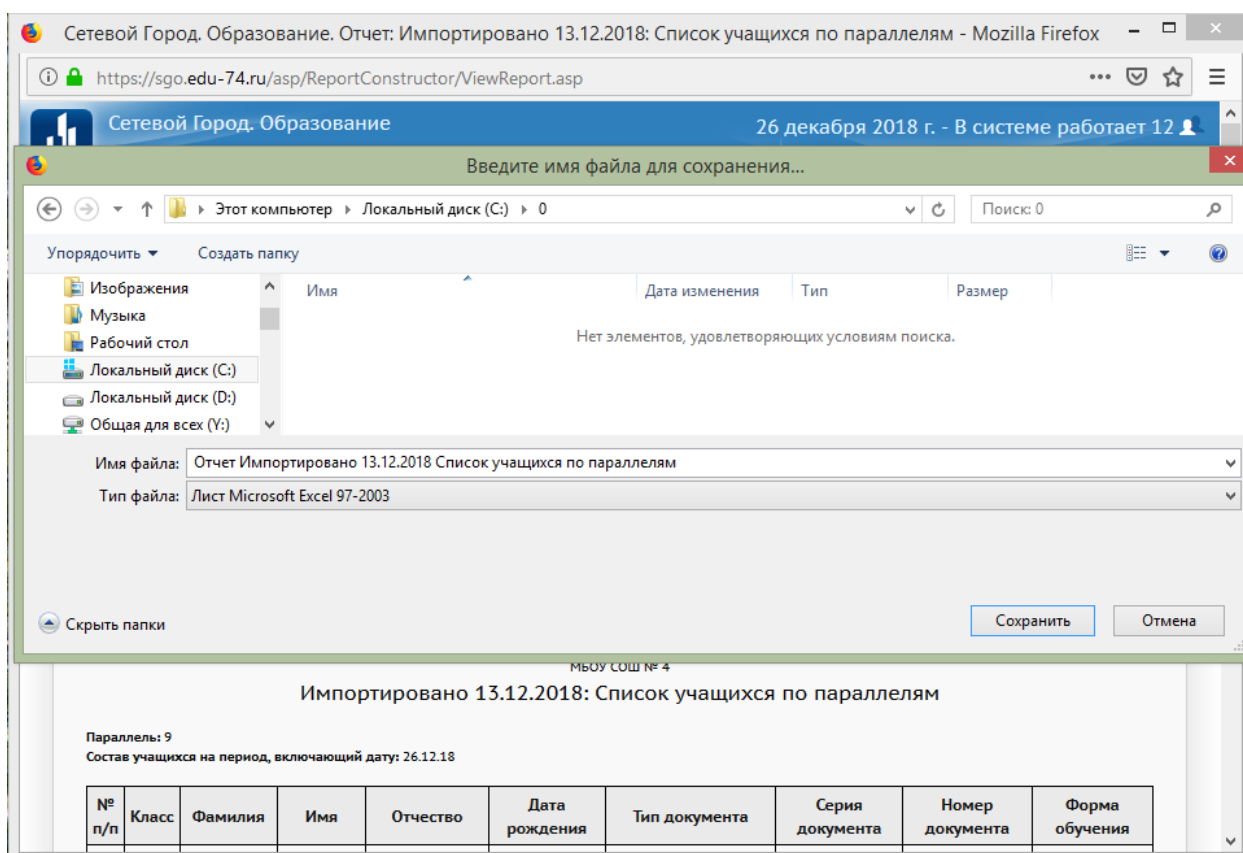 Сетевой Город. Образование. Отчет: Импортировано 13.12.2018: Список учащихся по параллелям - Mozilla Firefox
https://sgo.edu-74.ru/asp/ReportConstructor/ViewReport.asp
Сетевой Город. Образование 26 декабря 2018 г. - В системе работает 12
Введите имя файла для сохранения...
Этот компьютер Локальный диск (C:) 0 Поиск: 0
Упорядочить Создать папку
Изображения Имя Дата изменения Тип Размер
Музыка
Рабочий стол Нет элементов, удовлетворяющих условиям поиска.
Локальный диск (C:)
Локальный диск (D:)
Общая для всех (Y:)
Имя файла: Отчет Импортировано 13.12.2018 Список учащихся по параллелям
Тип файла: Лист Microsoft Excel 97-2003
Скрыть папки Сохранить Отмена
МБОУ СОШ № 4
Импортировано 13.12.2018: Список учащихся по параллелям
Параллель: 9
Состав учащихся на период, включающий дату: 26.12.18
№ п/п Класс Фамилия Имя Отчество Дата рождения Тип документа Серия документа Номер документа Форма обучения